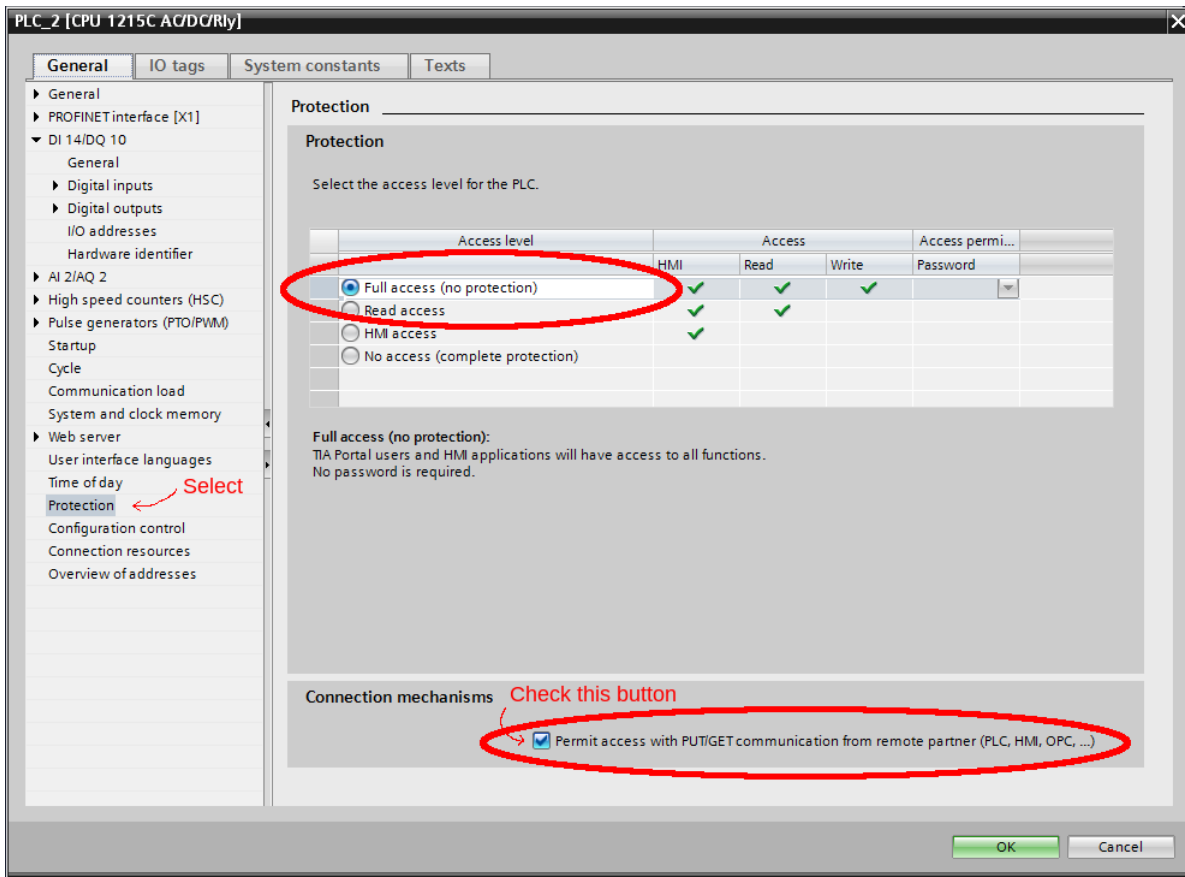 PLC_2 [CPU 1215C AC/DC/Rly]
General IO tags System constants Texts
General
PROFINET interface [X1]
DI 14/DQ 10
General
Digital inputs
Digital outputs
I/O addresses
Hardware identifier
AI 2/AQ 2
High speed counters (HSC)
Pulse generators (PTO/PWM)
Startup
Cycle
Communication load
System and clock memory
Web server
User interface languages
Time of day
Select
Protection
Configuration control
Connection resources
Overview of addresses
Protection
Protection
Select the access level for the PLC.
Access level Access Access permi...
HMI Read Write Password
Full access (no protection)
Read access
HMI access
No access (complete protection)
Full access (no protection):
TIA Portal users and HMI applications will have access to all functions.
No password is required.
Connection mechanisms Check this button
Permit access with PUT/GET communication from remote partner (PLC, HMI, OPC, ...)
OK Cancel